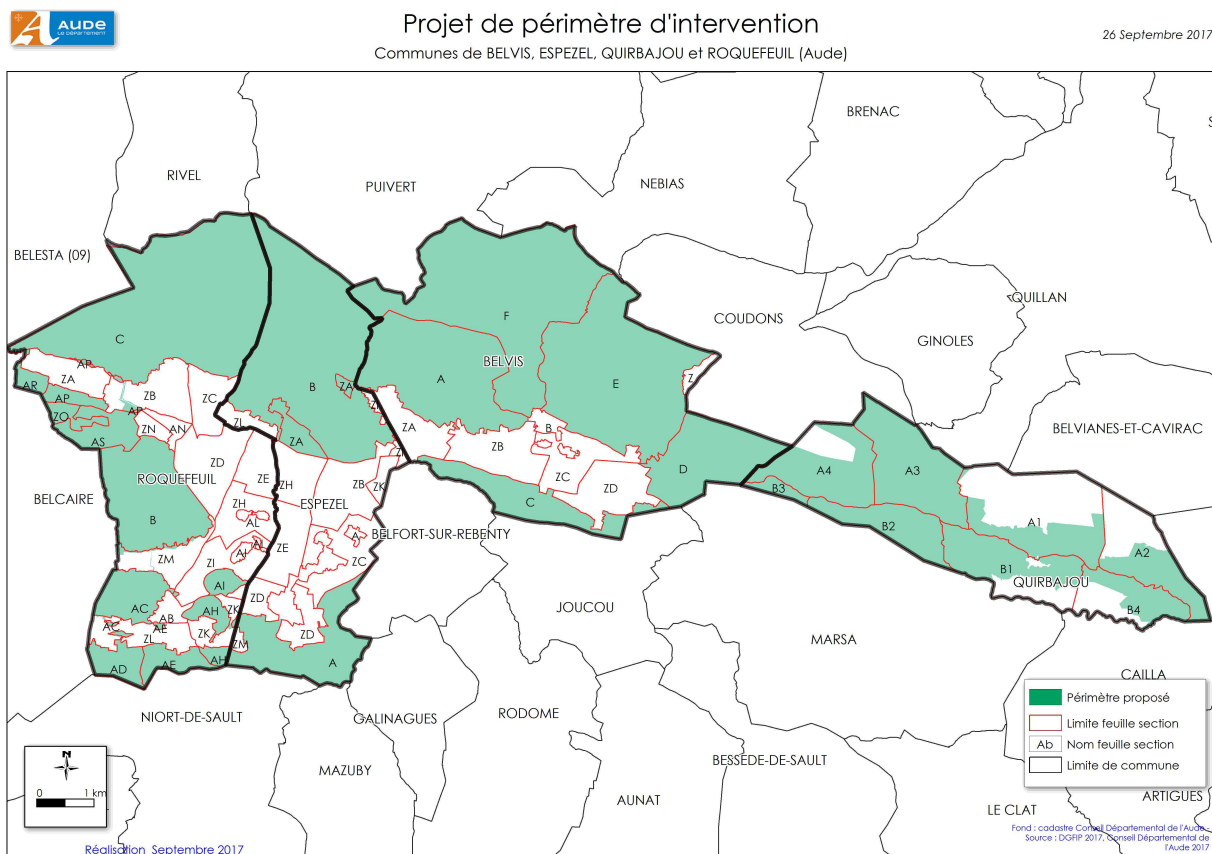 AUDE
LE DÉPARTEMENT
Projet de périmètre d'intervention
Communes de BELVIS, ESPEZEL, QUIRBAJOU et ROQUEFEUIL (Aude)
26 Septembre 2017
BRENAC
RIVEL
PUIVERT
NEBIAS
BELESTA (09)
QUILLAN
COUDONS
GINOLES
F
C
BELVIS
AP
ZA
A
E
Z
AR
B
ZA
AP
ZB
ZC
ZO
AP
ZN
AN
ZA
B
BELVIANES-ET-CAVIRAC
AS
ZA
ZB
ROQUEFEUIL
ZD
ZE
ZH
ZB
ZK
ZC
ZD
D
A4
A3
BELCAIRE
ESPEZEL
B3
ZH
AL
C
B2
A1
B
BELFORT-SUR-REBENTY
A
ZE
ZM
ZI
AI
AL
ZC
B1
A2
QUIRBAJOU
AI
AC
AH
ZK
ZD
JOUCOU
B4
AB
AC
AE
ZL
ZK
ZM
ZD
MARSA
AD
AE
AH
A
CAILLA
NIORT-DE-SAULT
GALINAGUES
RODOME
MAZUBY
BESSEDE-DE-SAULT
AUNAT
LE CLAT
ARTIGUES
Périmètre proposé
Limite feuille section
Ab
Nom feuille section
Limite de commune
N
0
1 km
Fond : cadastre Conseil Départemental de l'Aude
Source : DGFIP 2017, Conseil Départemental de
l'Aude 2017
Réalisation Septembre 2017